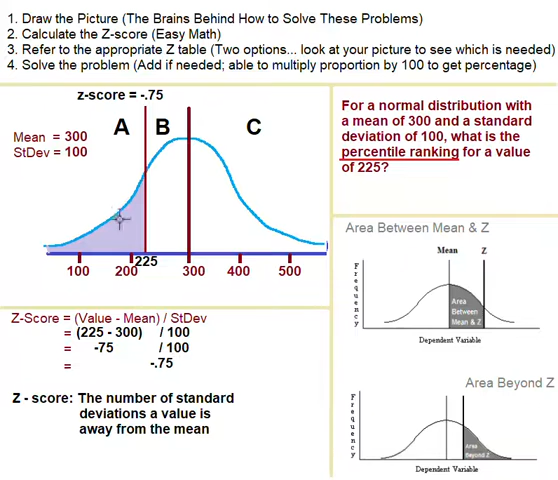 1. Draw the Picture (The Brains Behind How to Solve These Problems)
2. Calculate the Z-score (Easy Math)
3. Refer to the appropriate Z table (Two options... look at your picture to see which is needed)
4. Solve the problem (Add if needed; able to multiply proportion by 100 to get percentage)
z-score = -.75
A B C
Mean = 300
StDev = 100
225
100 200 300 400 500
For a normal distribution with
a mean of 300 and a standard
deviation of 100, what is the
percentile ranking for a value
of 225?
Z-Score = (Value - Mean) / StDev
= (225 - 300) / 100
= -75 / 100
= -.75
Z - score: The number of standard
deviations a value is
away from the mean
Area Between Mean & Z
Mean Z
Frequency
Area
Between
Mean & Z
Dependent Variable
Area Beyond Z
Frequency
Area
Beyond Z
Dependent Variable